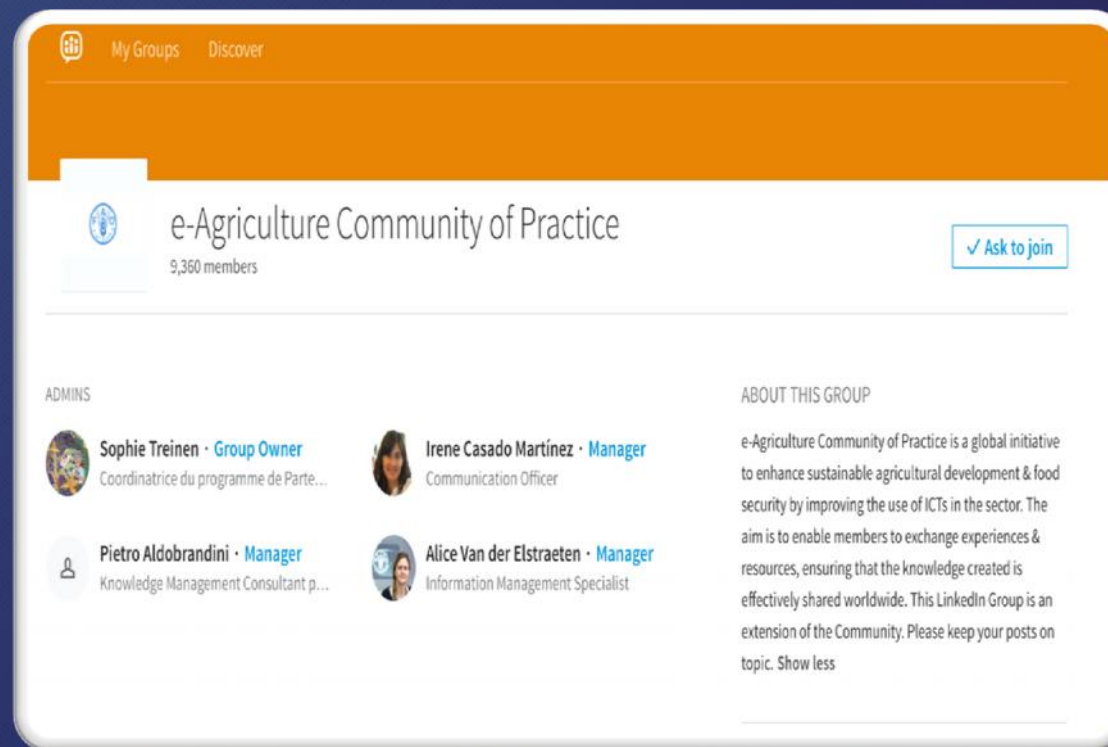 My Groups Discover
e-Agriculture Community of Practice
9,360 members
✓ Ask to join
ADMINS
Sophie Treinen · Group Owner
Coordinatrice du programme de Parte...
Irene Casado Martínez · Manager
Communication Officer
Pietro Aldobrandini · Manager
Knowledge Management Consultant p...
Alice Van der Elstraeten · Manager
Information Management Specialist
ABOUT THIS GROUP
e-Agriculture Community of Practice is a global initiative
to enhance sustainable agricultural development & food
security by improving the use of ICTs in the sector. The
aim is to enable members to exchange experiences &
resources, ensuring that the knowledge created is
effectively shared worldwide. This LinkedIn Group is an
extension of the Community. Please keep your posts on
topic. Show less